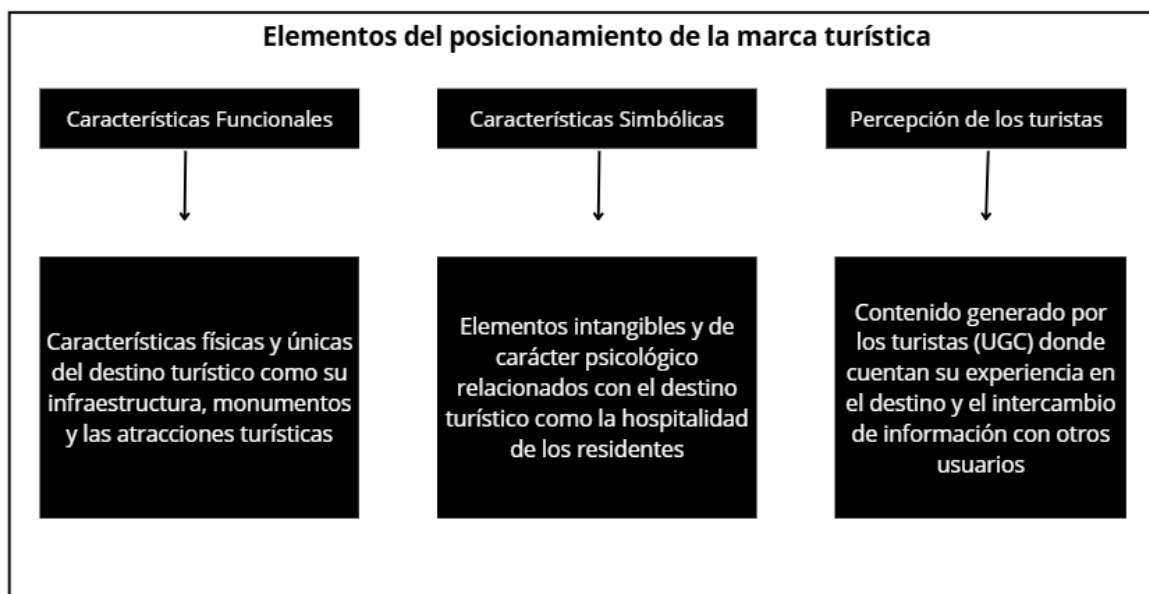 Elementos del posicionamiento de la marca turística
Características Funcionales
Características Simbólicas
Percepción de los turistas
Características físicas y únicas
del destino turístico como su
infraestructura, monumentos
y las atracciones turísticas
Elementos intangibles y de
carácter psicológico
relacionados con el destino
turístico como la hospitalidad
de los residentes
Contenido generado por
los turistas (UGC) donde
cuentan su experiencia en
el destino y el intercambio
de información con otros
usuarios